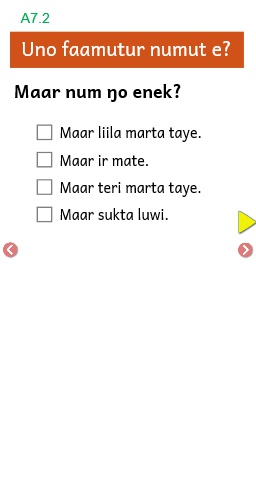 A7.2
Uno faamutur numut e?
Maar num ŋo enek?
Maar liila marta taye.
Maar ir mate.
Maar teri marta taye.
Maar sukta luwi.